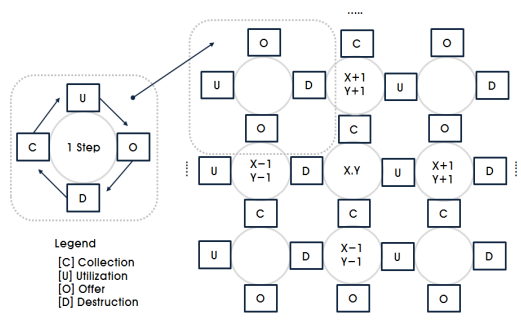 .....
O
C
O
U
D
X+1
Y+1
U
D
U
C
1 Step
O
D
O
C
O
.....
U
X−1
Y−1
D
X.Y
U
X+1
Y+1
D
.....
C
C
C
U
D
X−1
Y−1
U
D
O
O
O
Legend
[C] Collection
[U] Utilization
[O] Offer
[D] Destruction